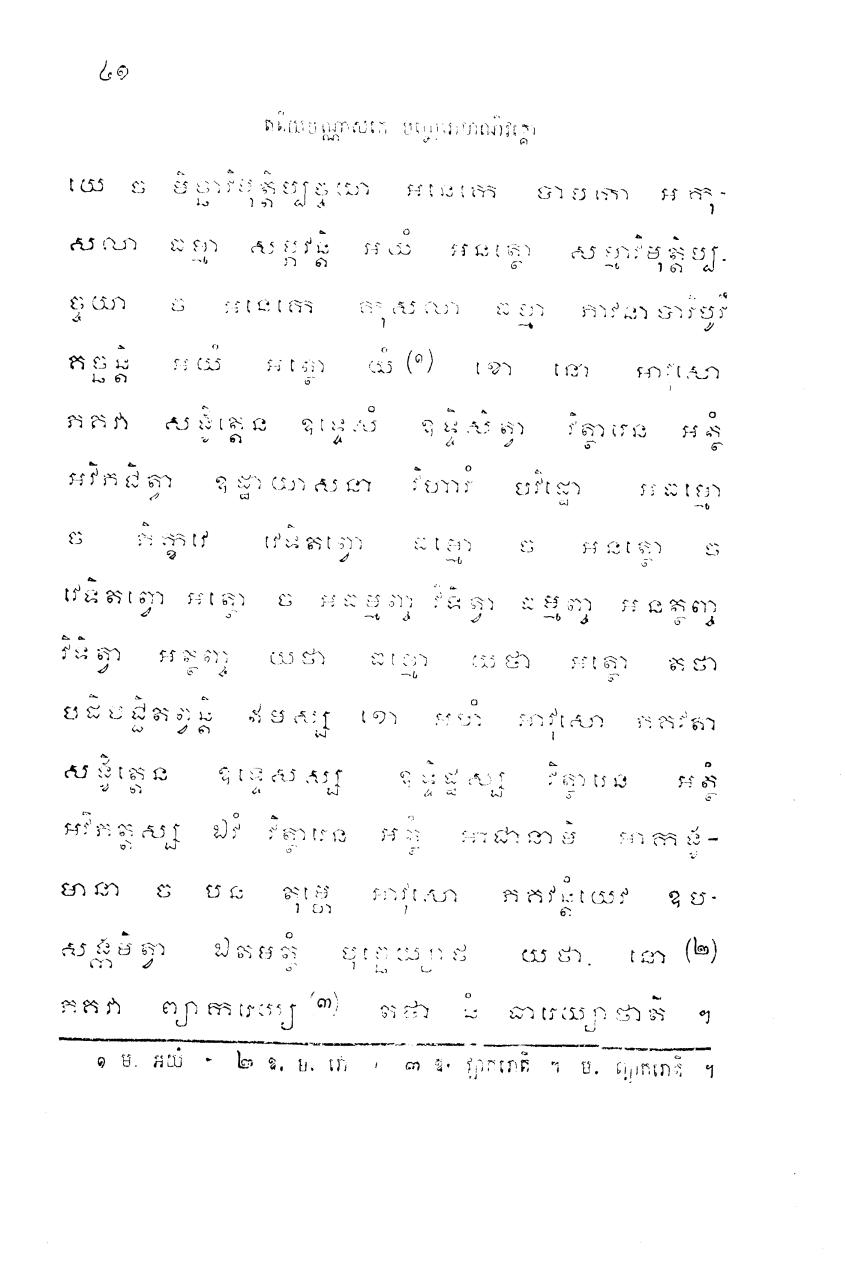 ៤១
តតិយបណ្ណាសកេ បច្ចោរោហណិវគ្គោ
យេ ច មិច្ឆាវិមុត្តិប្បច្ចយា អនេកេ បាបកា អកុ-
សលា ធម្មា សម្ភវន្តិ អយំ អនត្ថោ សម្មាវិមុត្តិប្ប-
ច្ចយា ច អនេកេ កុសលា ធម្មា ភាវនាបារិបូរឹ
គច្ឆន្តិ អយំ អត្ថោ យំ (១) ខោ នោ អាវុសោ
ភគវា សង្ខិត្តេន ឧទ្ទេសំ ឧទ្ទិសិត្វា វិត្ថារេន អត្ថំ
អវិភជិត្វា ឧដ្ឋាយាសនា វិហារំ បវិដ្ឋោ អធម្មោ
ច ភិក្ខវេ វេទិតព្វោ ធម្មោ ច អនត្ថោ ច
វេទិតព្វោ អត្ថោ ច អធម្មញ្ច វិទិត្វា ធម្មញ្ច អនត្ថញ្ច
វិទិត្វា អត្ថញ្ច យថា ធម្មោ យថា អត្ថោ តថា
បដិបជ្ជិតព្វន្តិ ឥមស្ស ខោ អហំ អាវុសោ ភគវតា
សង្ខិត្តេន ឧទ្ទេសស្ស ឧទ្ទិដ្ឋស្ស វិត្ថារេន អត្ថំ
អវិភត្តស្ស ឯវំ វិត្ថារេន អត្ថំ អាជានាមិ អាកង្ខ-
មានា ច បន តុម្ហេ អាវុសោ ភគវន្តំយេវ ឧប-
សង្កមិត្វា ឯតមត្ថំ បុច្ឆេយ្យាថ យថា នោ (២)
ភគវា ព្យាករេយ្យ (៣) តថា នំ ធារេយ្យាថាតិ ។
១ ម. អយំ ។ ២ ឧ. ម. វោ ។ ៣ ឧ. វ្យាករោតិ ។ ម. ព្យាករោតិ ។